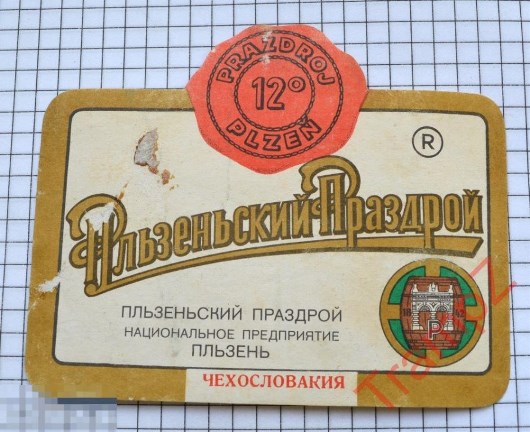 PRAZDROJ
12°
PLZEŇ
®
Пльзеньский Праздрой
P
ПЛЬЗЕНЬСКИЙ ПРАЗДРОЙ
НАЦИОНАЛЬНОЕ ПРЕДПРИЯТИЕ
ПЛЬЗЕНЬ
ЧЕХОСЛОВАКИЯ